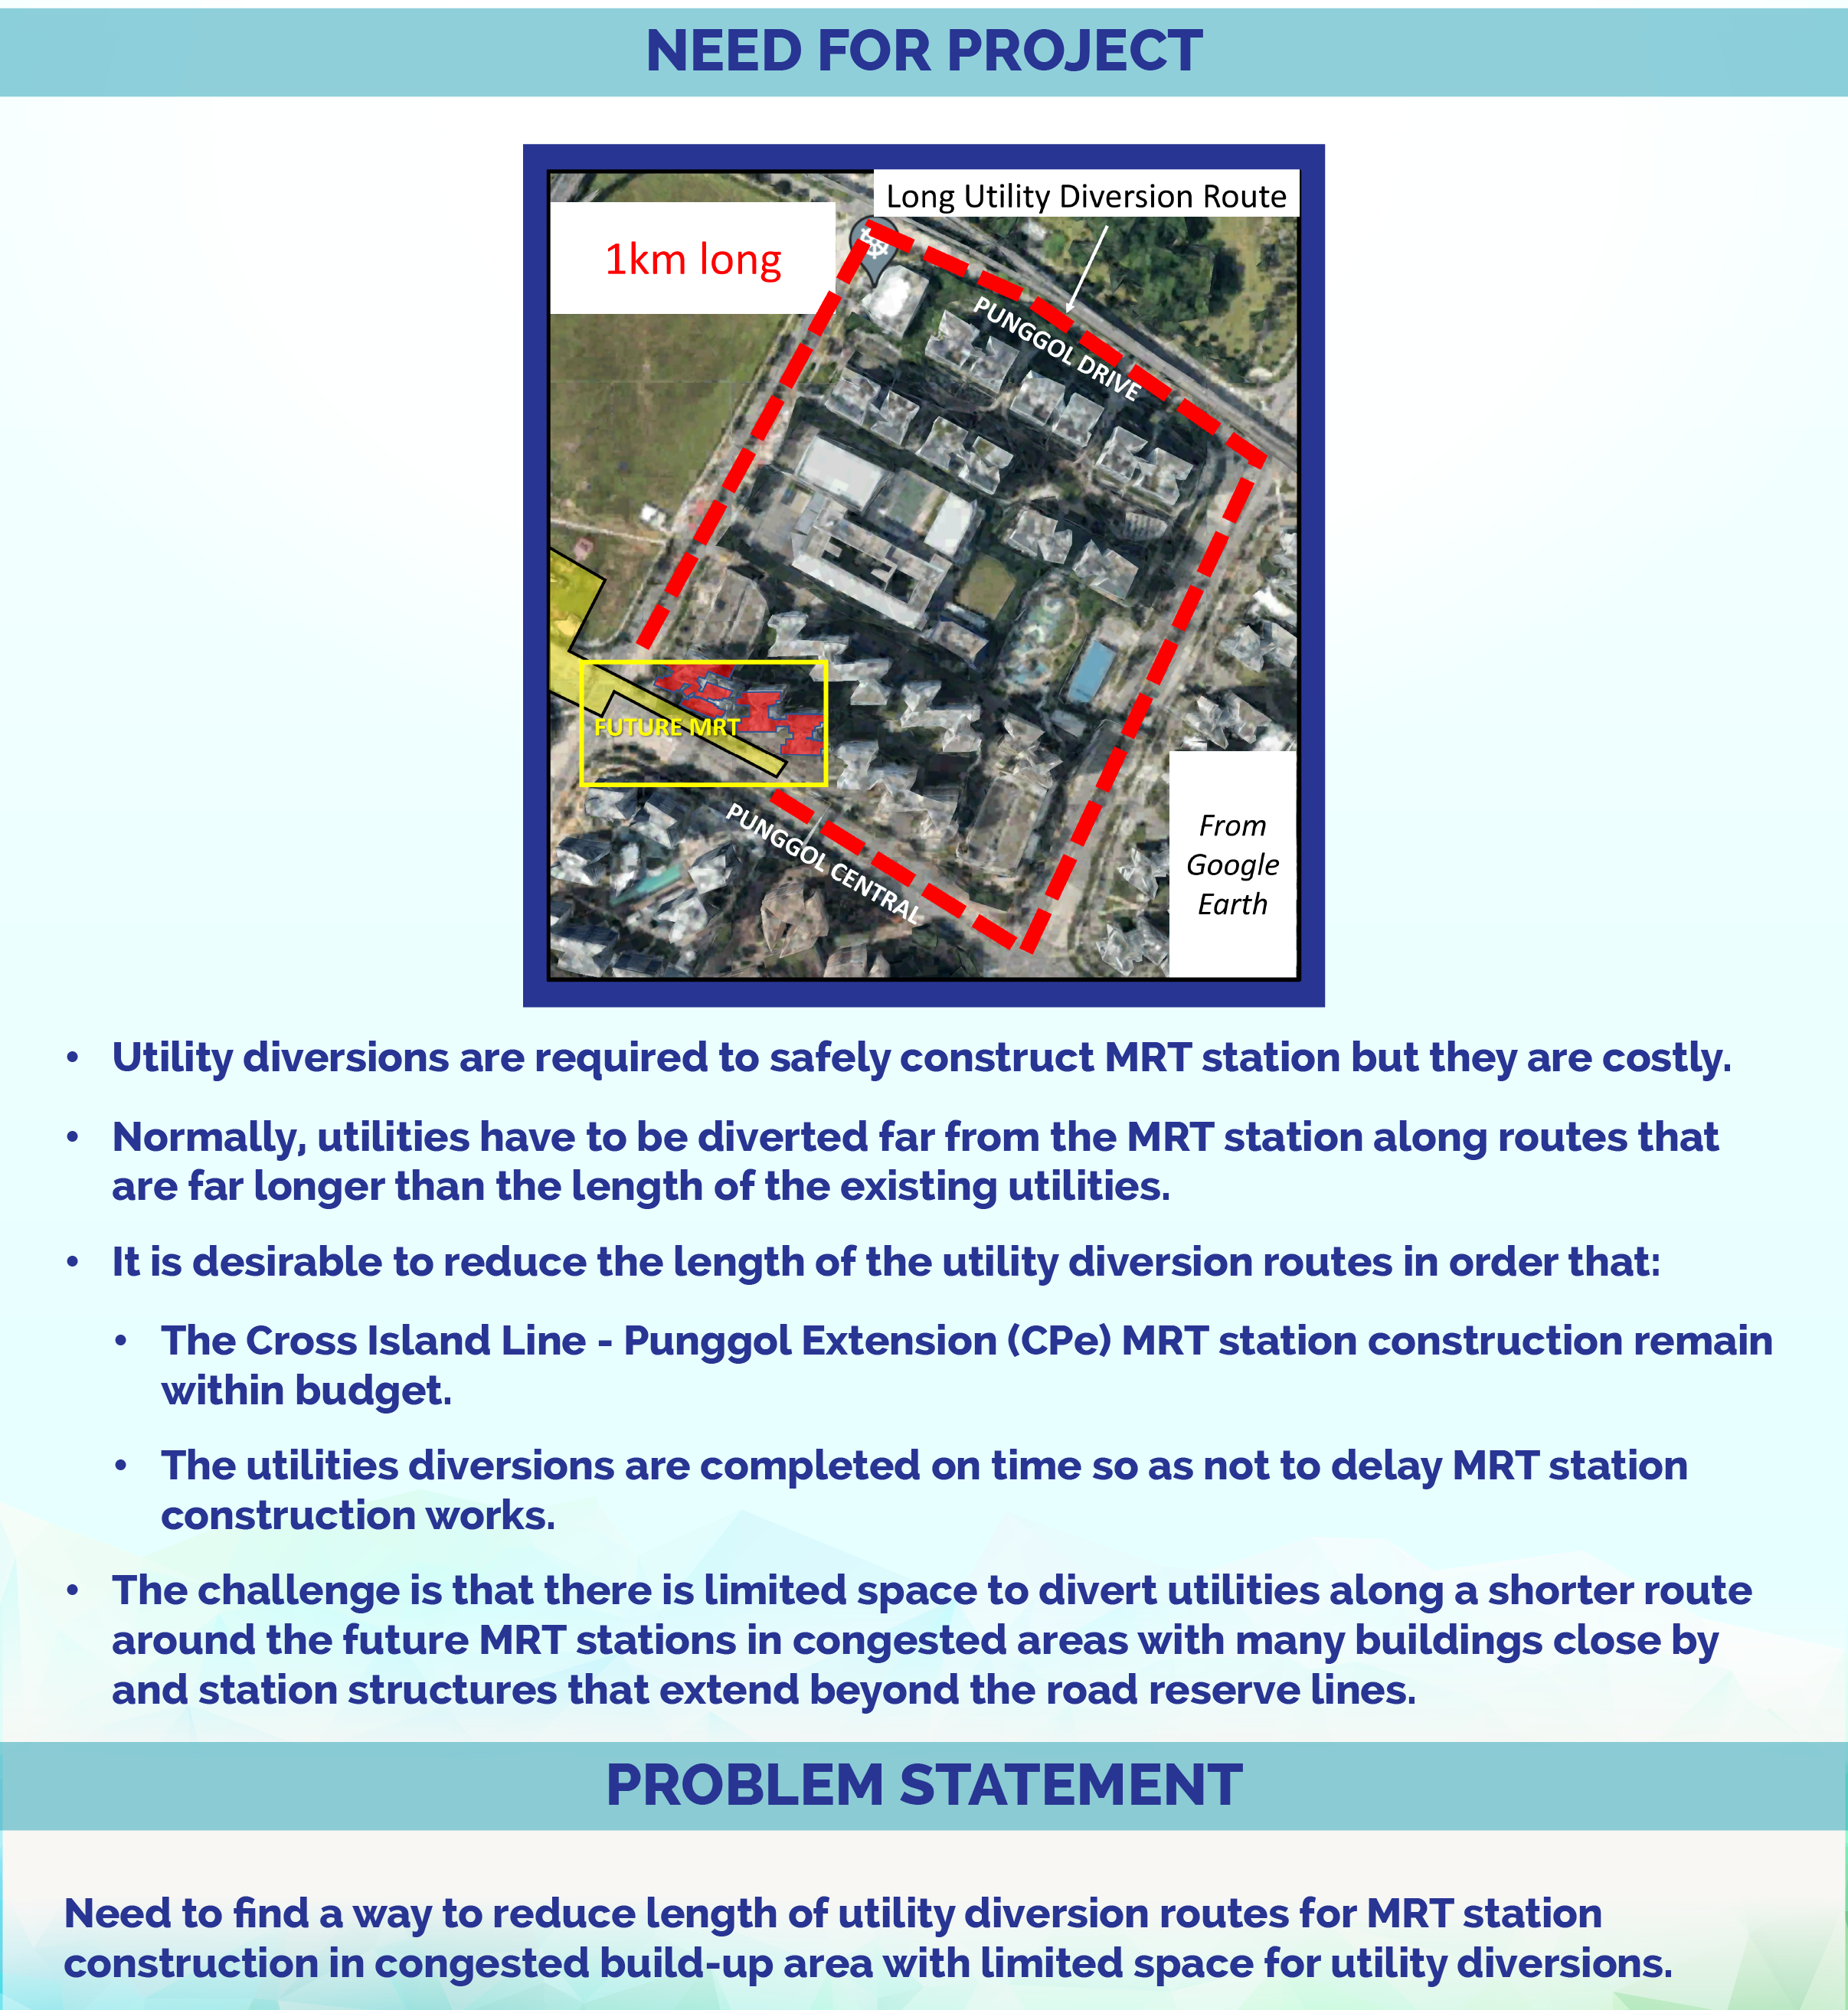 NEED FOR PROJECT
Long Utility Diversion Route
1km long
PUNGGOL DRIVE
FUTURE MRT
PUNGGOL CENTRAL
From
Google
Earth
• Utility diversions are required to safely construct MRT station but they are costly.
• Normally, utilities have to be diverted far from the MRT station along routes that
are far longer than the length of the existing utilities.
• It is desirable to reduce the length of the utility diversion routes in order that:
• The Cross Island Line - Punggol Extension (CPe) MRT station construction remain
within budget.
• The utilities diversions are completed on time so as not to delay MRT station
construction works.
• The challenge is that there is limited space to divert utilities along a shorter route
around the future MRT stations in congested areas with many buildings close by
and station structures that extend beyond the road reserve lines.
PROBLEM STATEMENT
Need to find a way to reduce length of utility diversion routes for MRT station
construction in congested build-up area with limited space for utility diversions.